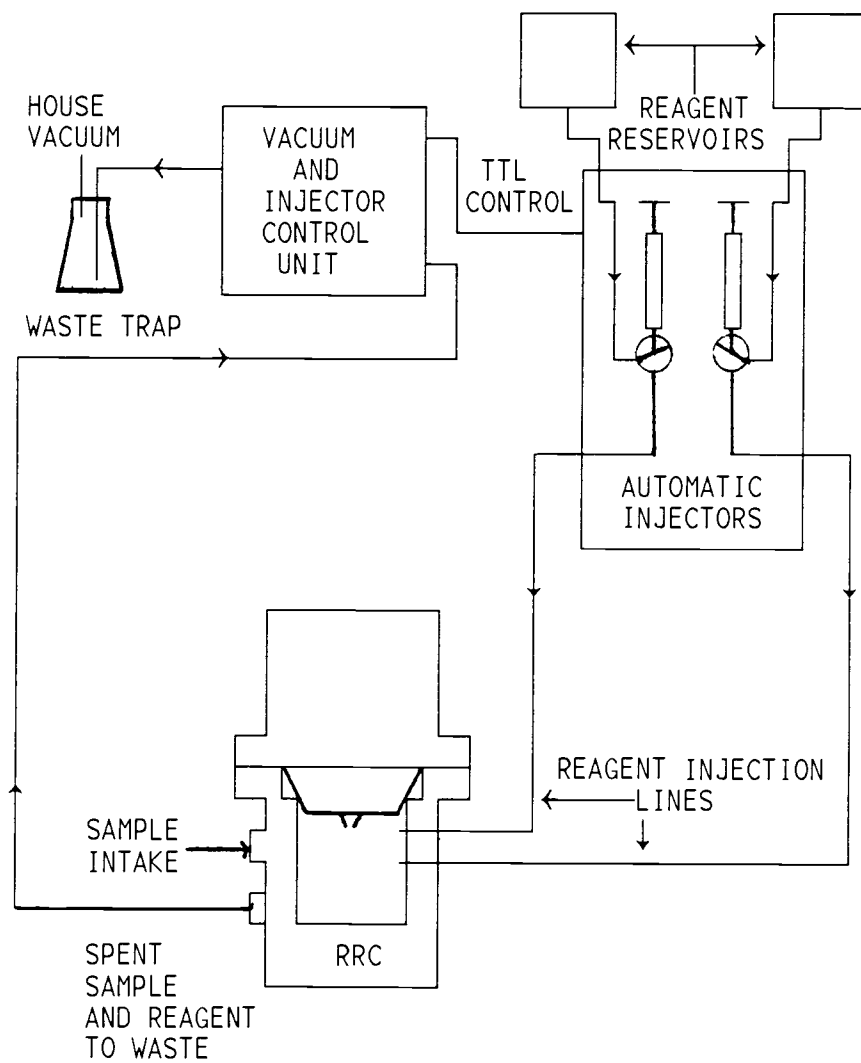 HOUSE
VACUUM
VACUUM
AND
INJECTOR
CONTROL
UNIT
TTL
CONTROL
REAGENT
RESERVOIRS
WASTE TRAP
AUTOMATIC
INJECTORS
REAGENT INJECTION
LINES
SAMPLE
INTAKE
RRC
SPENT
SAMPLE
AND REAGENT
TO WASTE